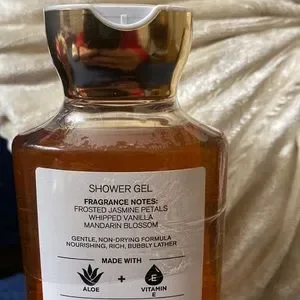 SHOWER GEL
FRAGRANCE NOTES:
FROSTED JASMINE PETALS
WHIPPED VANILLA
MANDARIN BLOSSOM
GENTLE, NON-DRYING FORMULA
NOURISHING, RICH, BUBBLY LATHER
MADE WITH
+ -E
ALOE VITAMIN
E